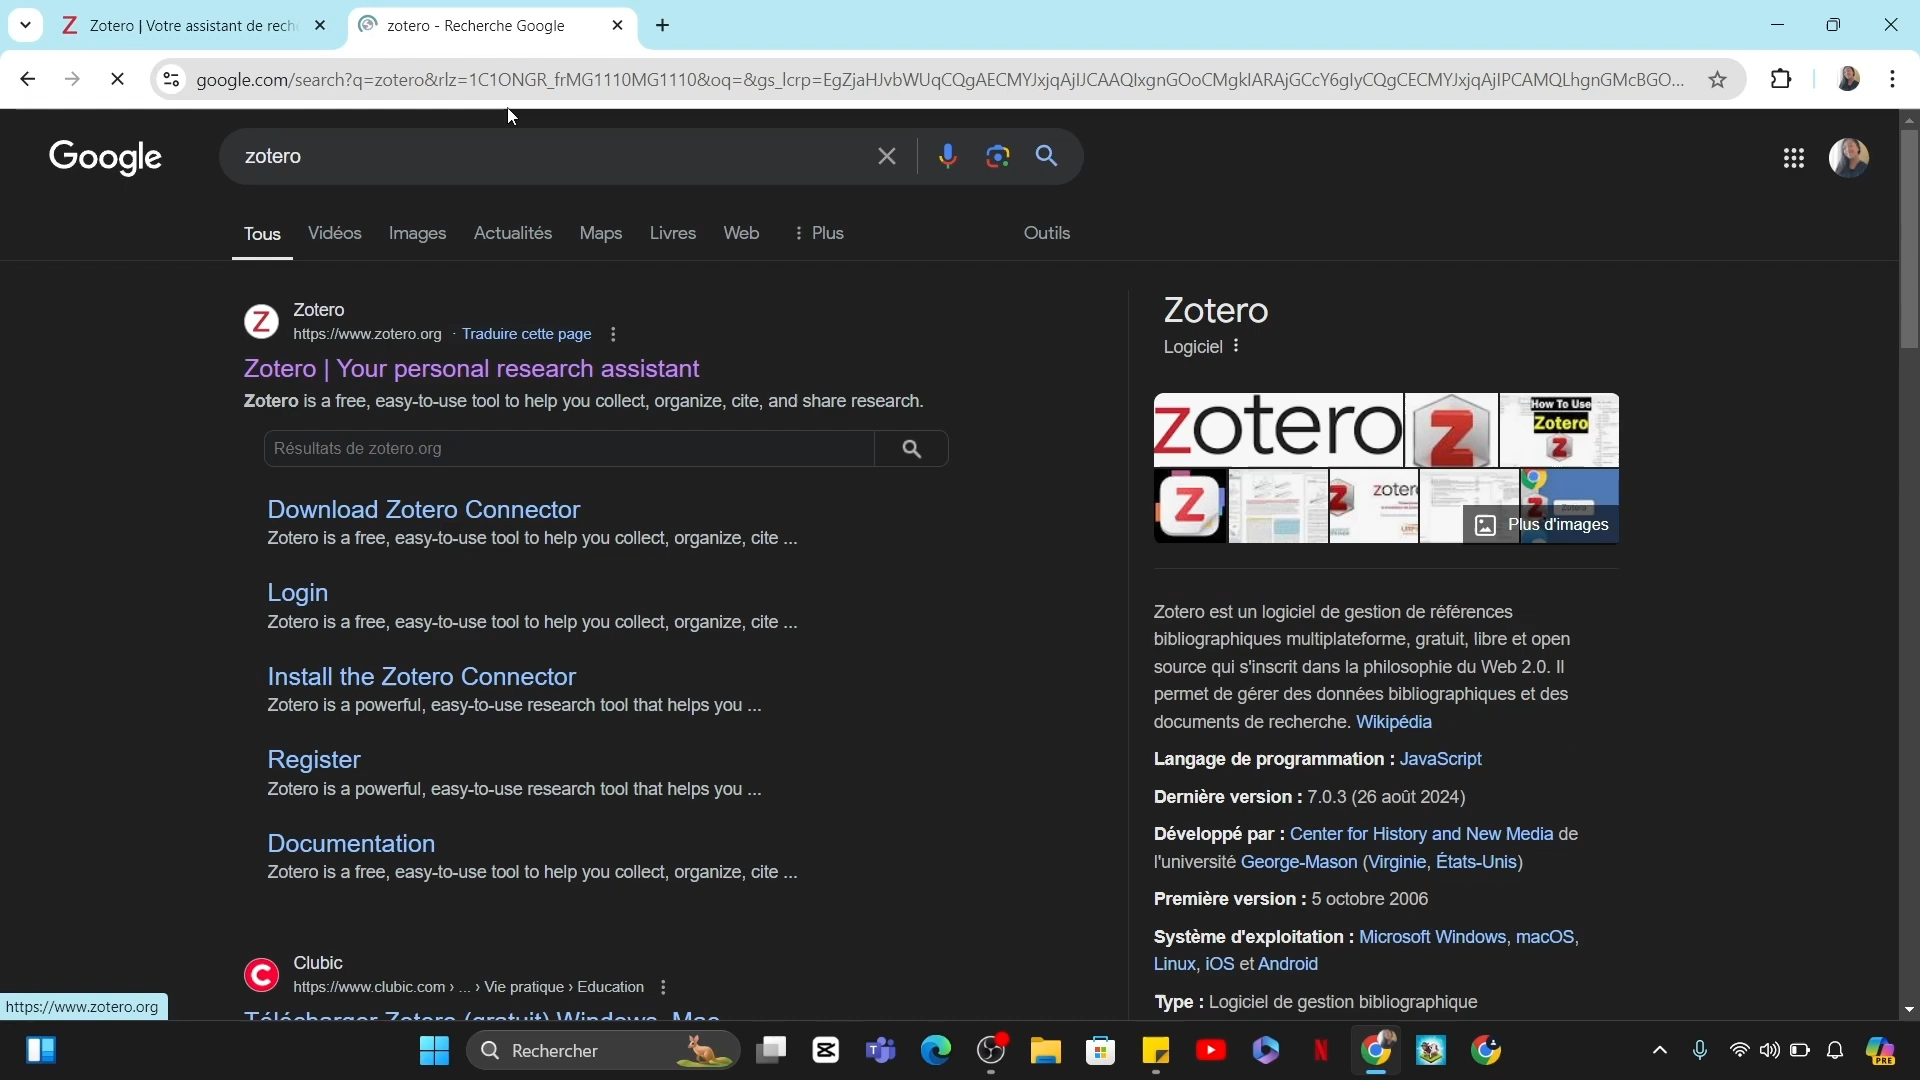 Zotero | Votre assistant de rech
zotero - Recherche Google
google.com/search?q=zotero&rlz=1C1ONGR_frMG1110MG1110&oq=&gs_lcrp=EgZjaHJvbWUqCQgAECMYJxjqAjIJCAAQIxgnGOoCMgkIARAjGCcY6gIyCQgCECMYJxjqAjIPCAMQLhgnGMcBGO...
Google
zotero
Tous
Vidéos
Images
Actualités
Maps
Livres
Web
Plus
Outils
Zotero
https://www.zotero.org · Traduire cette page
Zotero | Your personal research assistant
Zotero is a free, easy-to-use tool to help you collect, organize, cite, and share research.
Résultats de zotero.org
Download Zotero Connector
Zotero is a free, easy-to-use tool to help you collect, organize, cite ...
Login
Zotero is a free, easy-to-use tool to help you collect, organize, cite ...
Install the Zotero Connector
Zotero is a powerful, easy-to-use research tool that helps you ...
Register
Zotero is a powerful, easy-to-use research tool that helps you ...
Documentation
Zotero is a free, easy-to-use tool to help you collect, organize, cite ...
Clubic
https://www.clubic.com › ... › Vie pratique › Education
Télécharger Zotero (gratuit) Windows, Mac
Zotero
Logiciel
zotero
How To Use
Zotero
zoter
Plus d'images
Zotero est un logiciel de gestion de références
bibliographiques multiplateforme, gratuit, libre et open
source qui s'inscrit dans la philosophie du Web 2.0. Il
permet de gérer des données bibliographiques et des
documents de recherche. Wikipédia
Langage de programmation : JavaScript
Dernière version : 7.0.3 (26 août 2024)
Développé par : Center for History and New Media de
l'université George-Mason (Virginie, États-Unis)
Première version : 5 octobre 2006
Système d'exploitation : Microsoft Windows, macOS,
Linux, iOS et Android
Type : Logiciel de gestion bibliographique
https://www.zotero.org
Rechercher
PRE